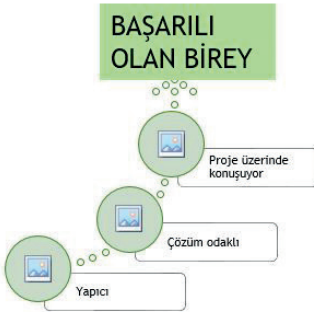 BAŞARILI
OLAN BİREY
Proje üzerinde
konuşuyor
Çözüm odaklı
Yapıcı